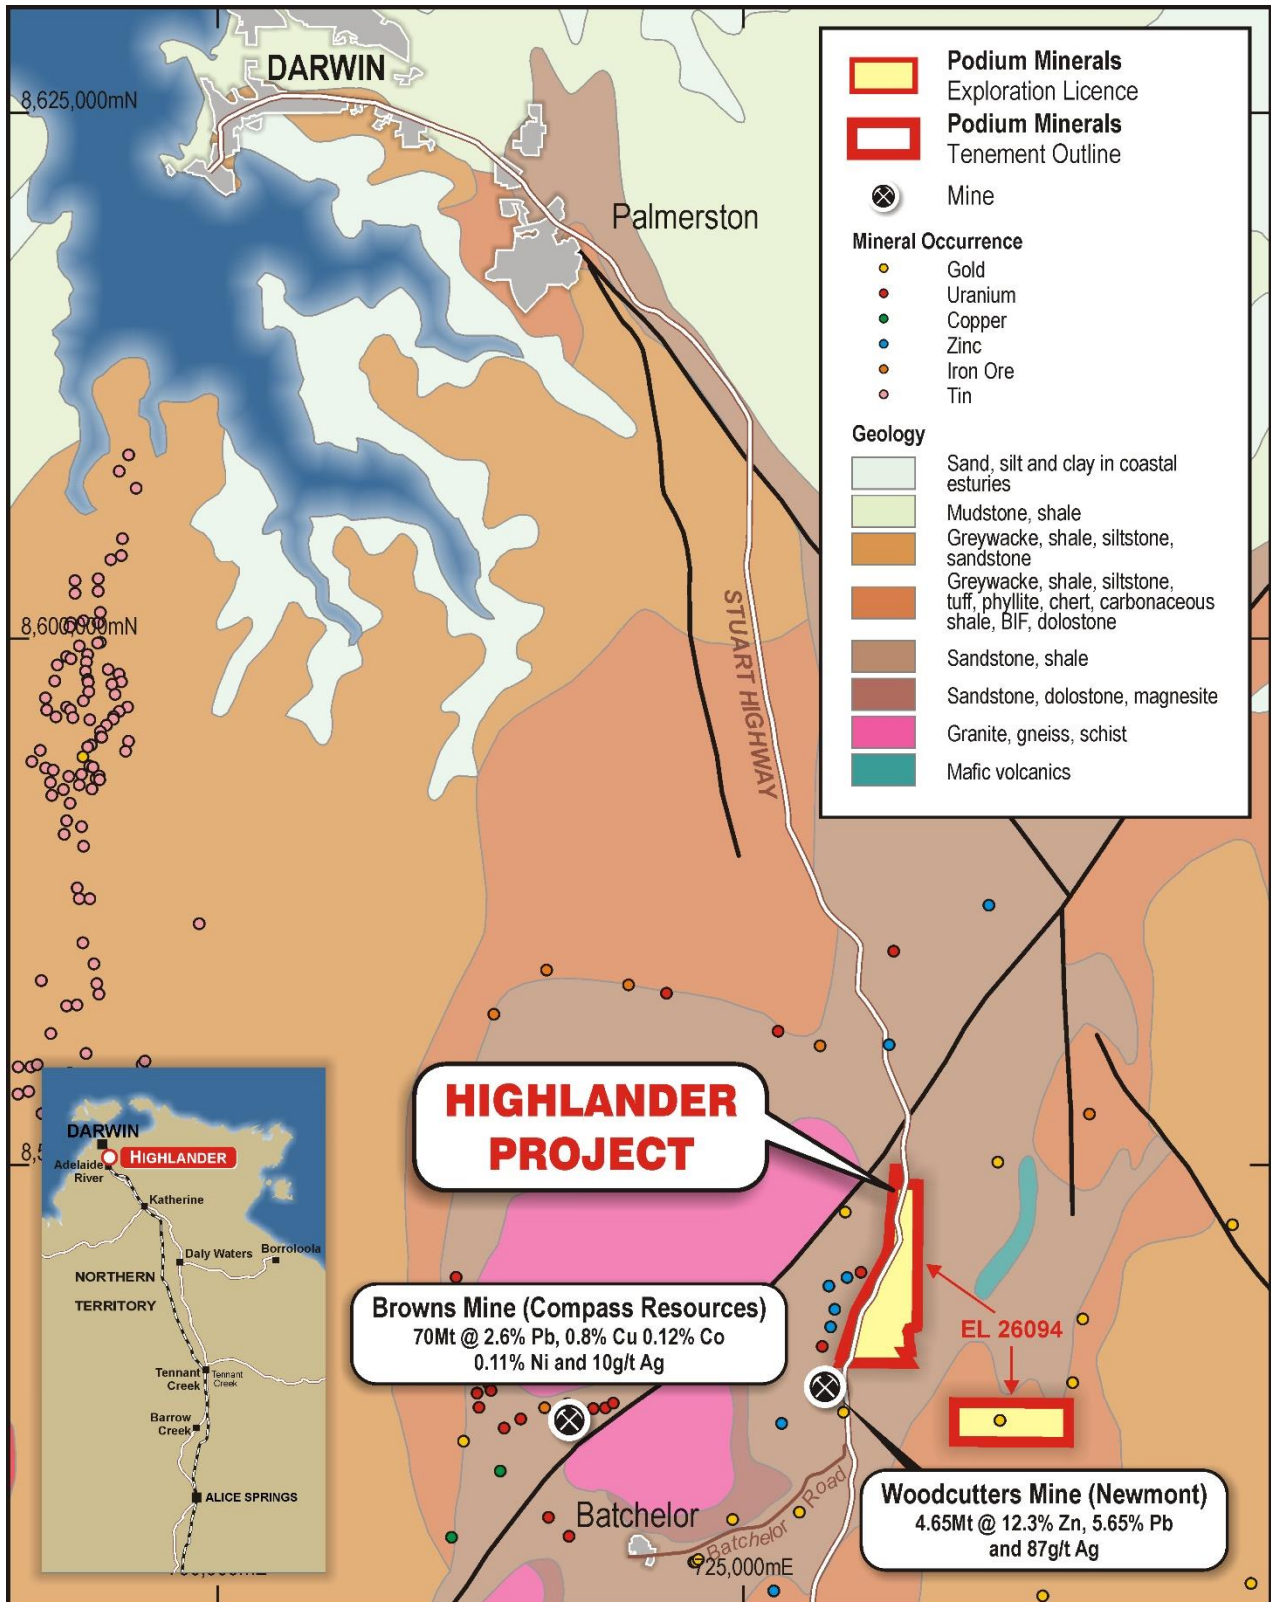 DARWIN
8,625,000mN
Palmerston
8,600,000mN
STUART HIGHWAY
Podium Minerals
Exploration Licence
Podium Minerals
Tenement Outline
Mine
Mineral Occurrence
Gold
Uranium
Copper
Zinc
Iron Ore
Tin
Geology
Sand, silt and clay in coastal
esturies
Mudstone, shale
Greywacke, shale, siltstone,
sandstone
Greywacke, shale, siltstone,
tuff, phyllite, chert, carbonaceous
shale, BIF, dolostone
Sandstone, shale
Sandstone, dolostone, magnesite
Granite, gneiss, schist
Mafic volcanics
HIGHLANDER
PROJECT
EL 26094
Browns Mine (Compass Resources)
70Mt @ 2.6% Pb, 0.8% Cu 0.12% Co
0.11% Ni and 10g/t Ag
Woodcutters Mine (Newmont)
4.65Mt @ 12.3% Zn, 5.65% Pb
and 87g/t Ag
Batchelor
Batchelor Road
725,000mE
8,5
DARWIN
HIGHLANDER
Adelaide
River
Katherine
Daly Waters
Borroloola
NORTHERN
TERRITORY
Tennant
Creek
Tennant
Creek
Barrow
Creek
ALICE SPRINGS